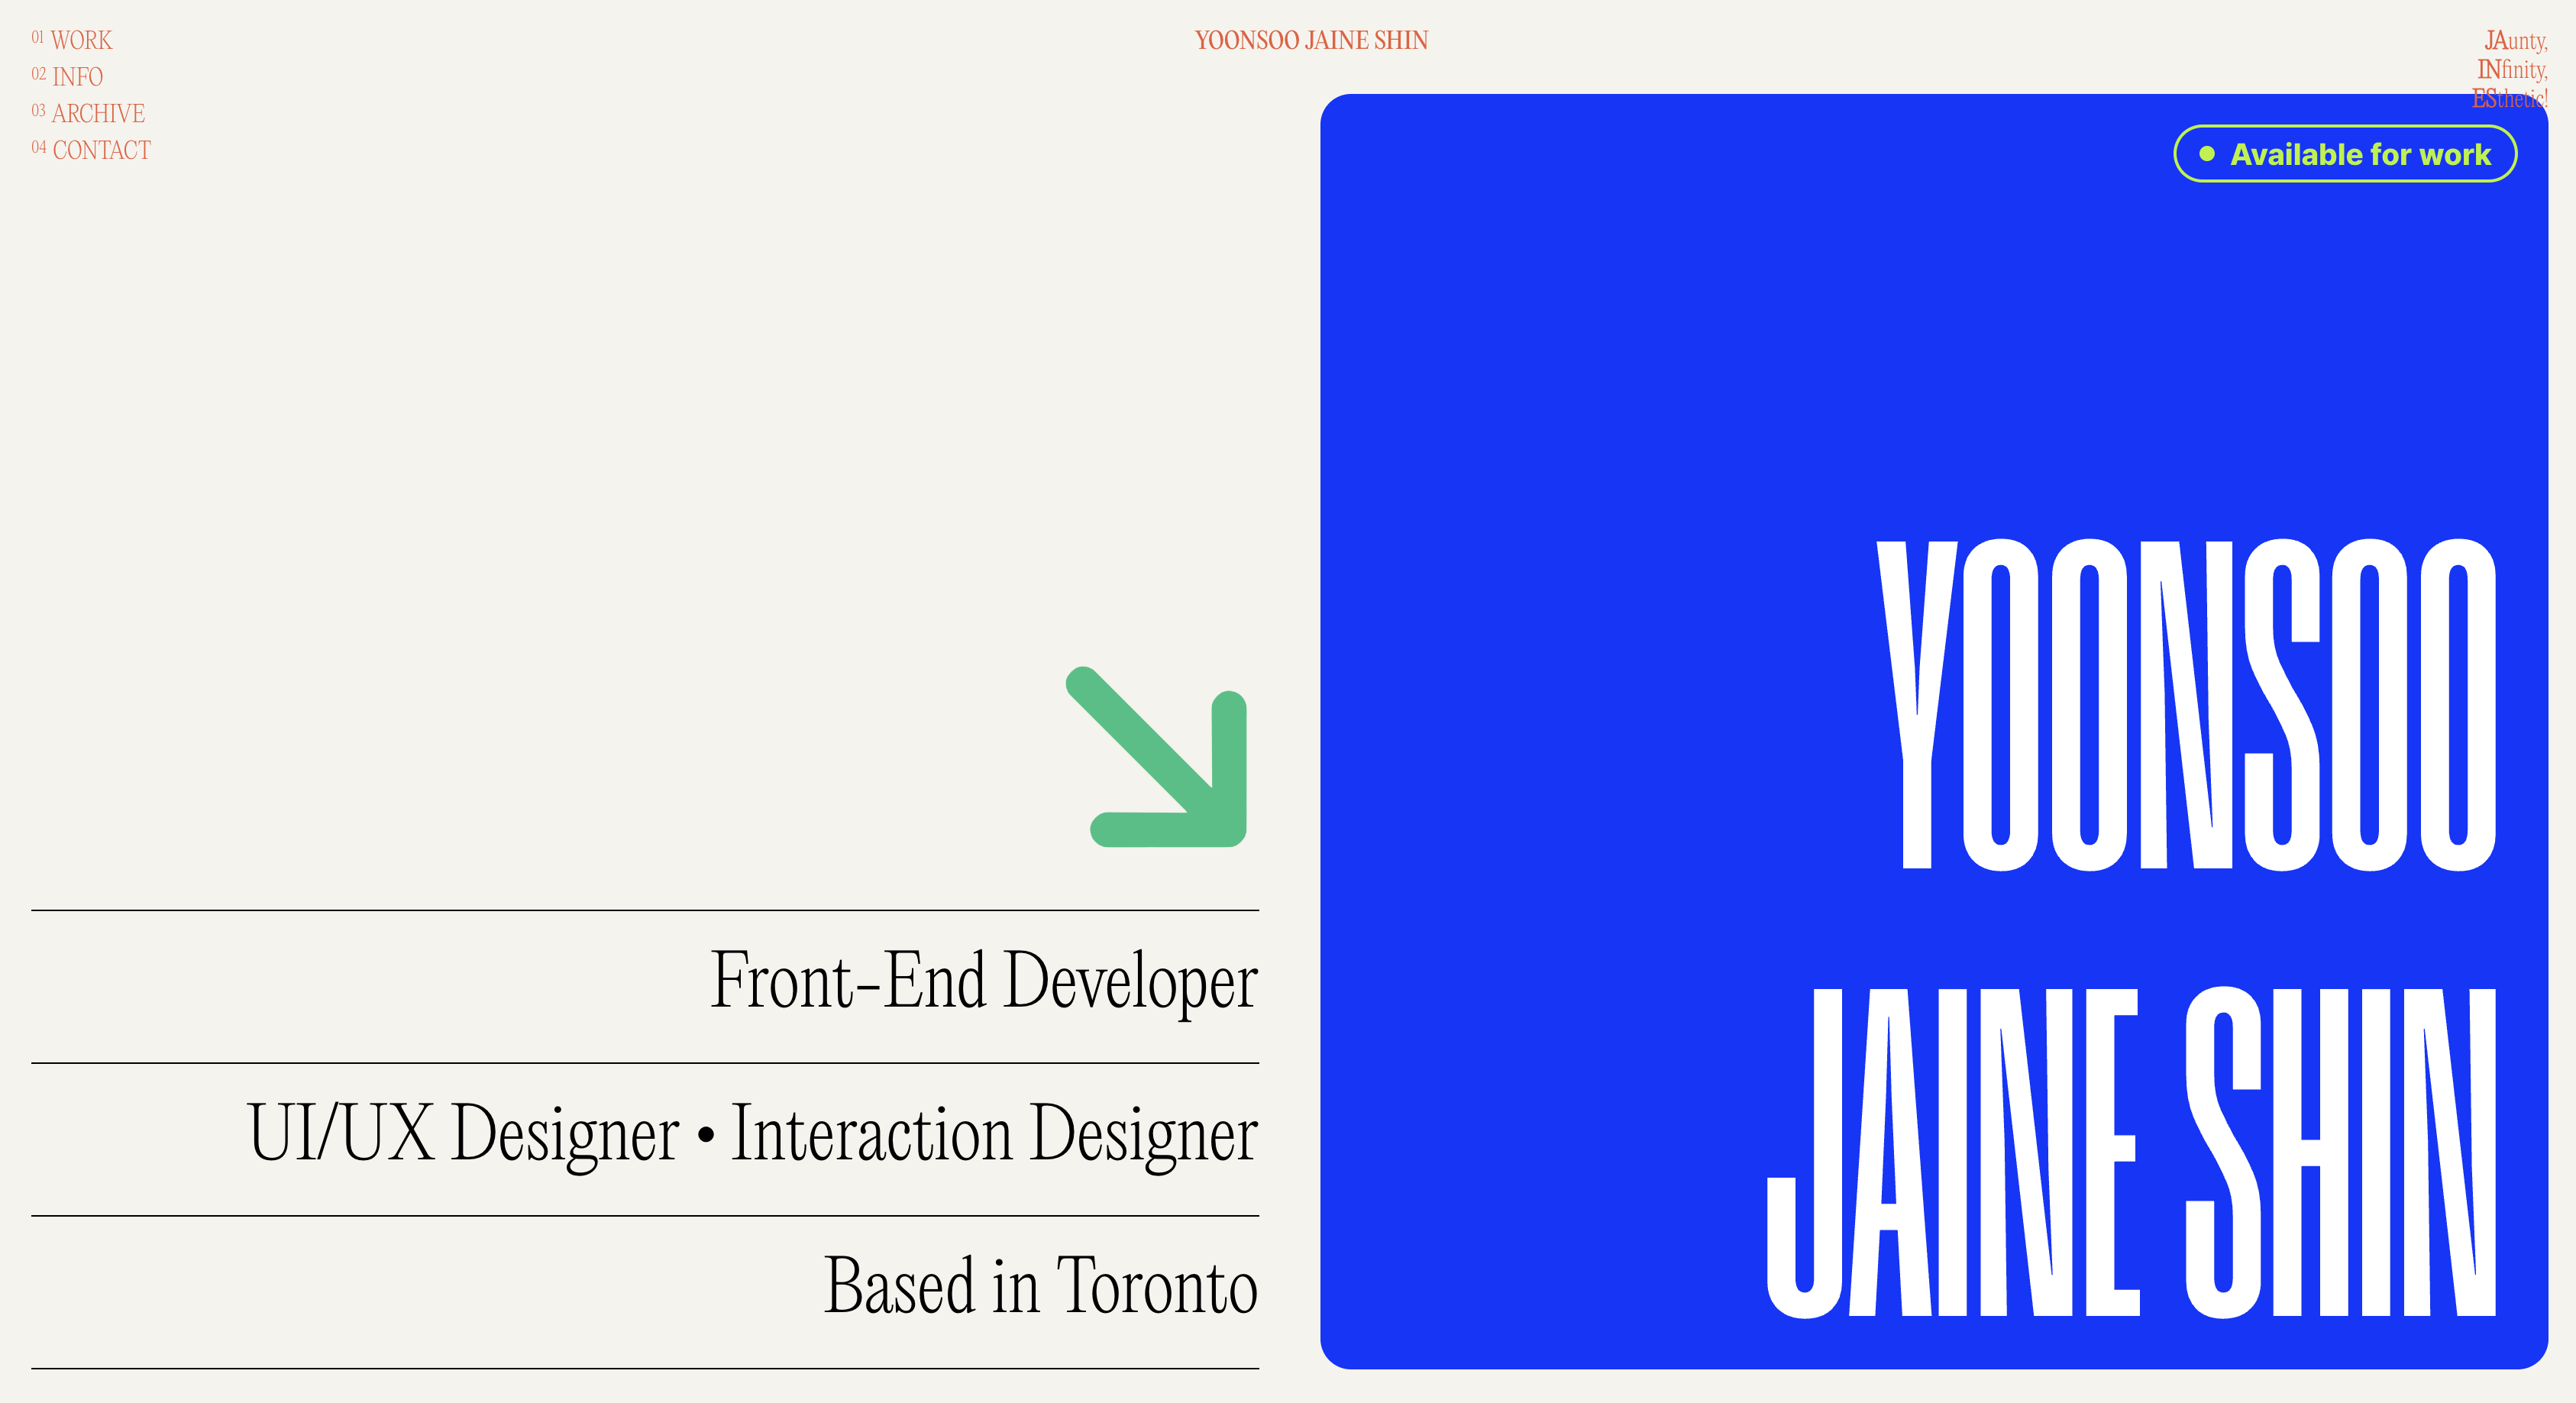 01 WORK
02 INFO
03 ARCHIVE
04 CONTACT
YOONSOO JAINE SHIN
JAunty,
INfinity,
ESthetic!
Available for work
Front-End Developer
UI/UX Designer • Interaction Designer
Based in Toronto
YOONSOO
JAINE SHIN